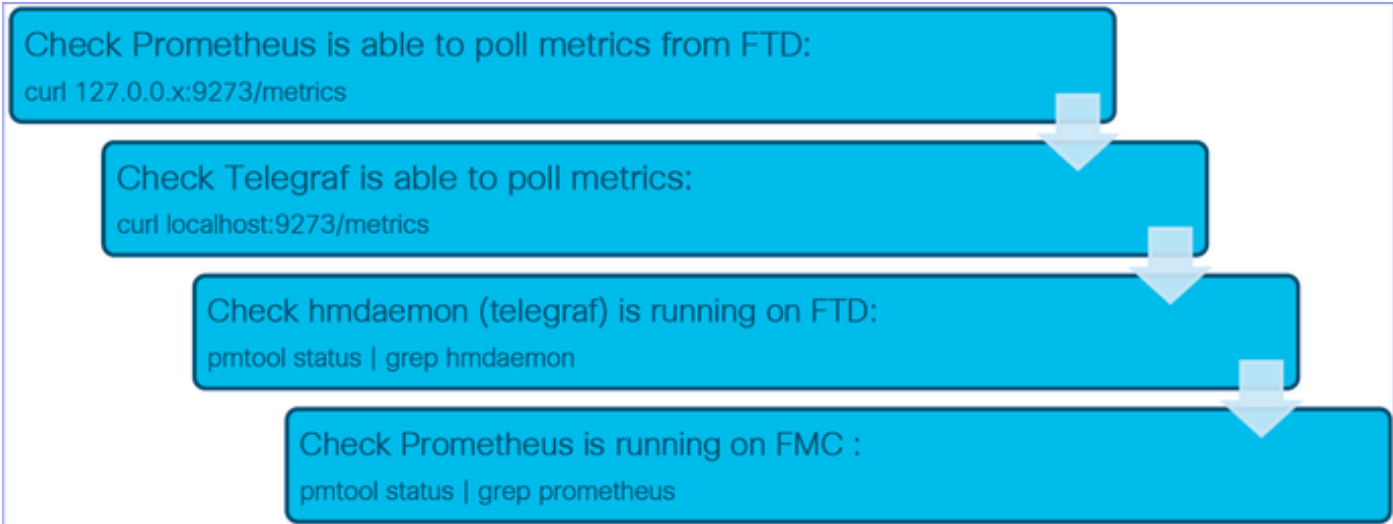 Check Prometheus is able to poll metrics from FTD:
curl 127.0.0.x:9273/metrics
Check Telegraf is able to poll metrics:
curl localhost:9273/metrics
Check hmdaemon (telegraf) is running on FTD:
pmtool status | grep hmdaemon
Check Prometheus is running on FMC :
pmtool status | grep prometheus